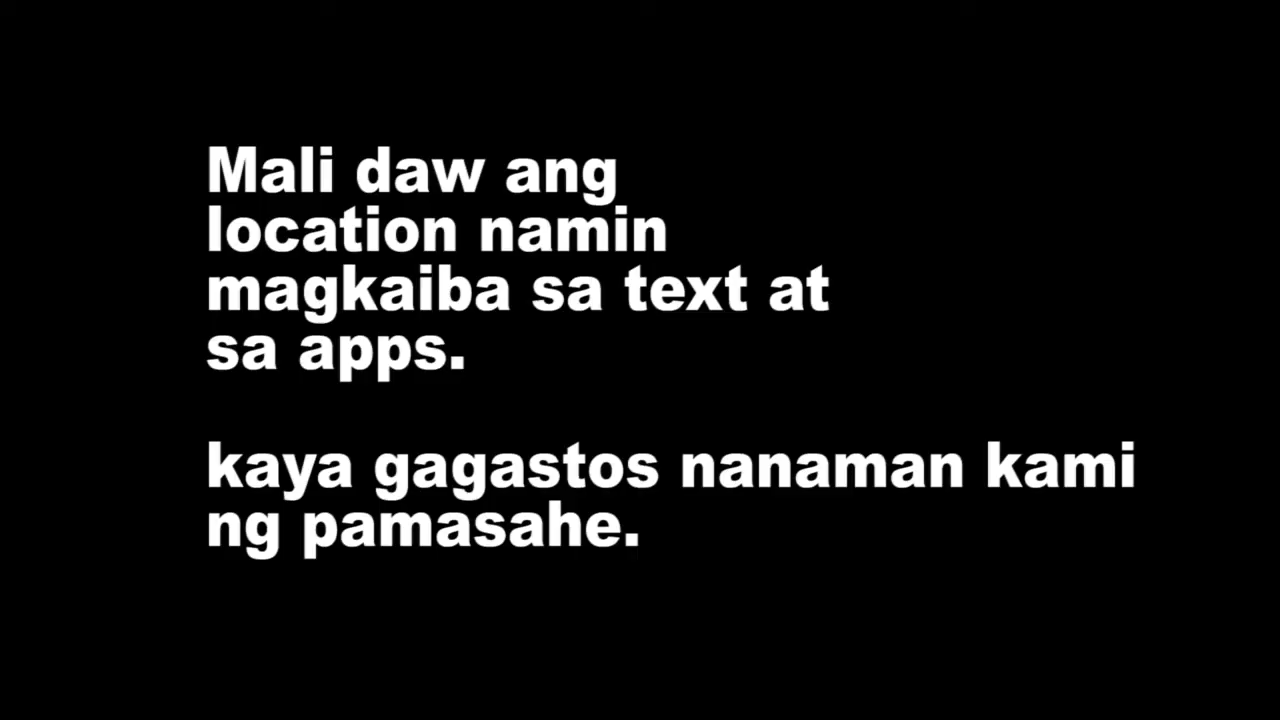 Mali daw ang
location namin
magkaiba sa text at
sa apps.
kaya gagastos nanaman kami
ng pamasahe.